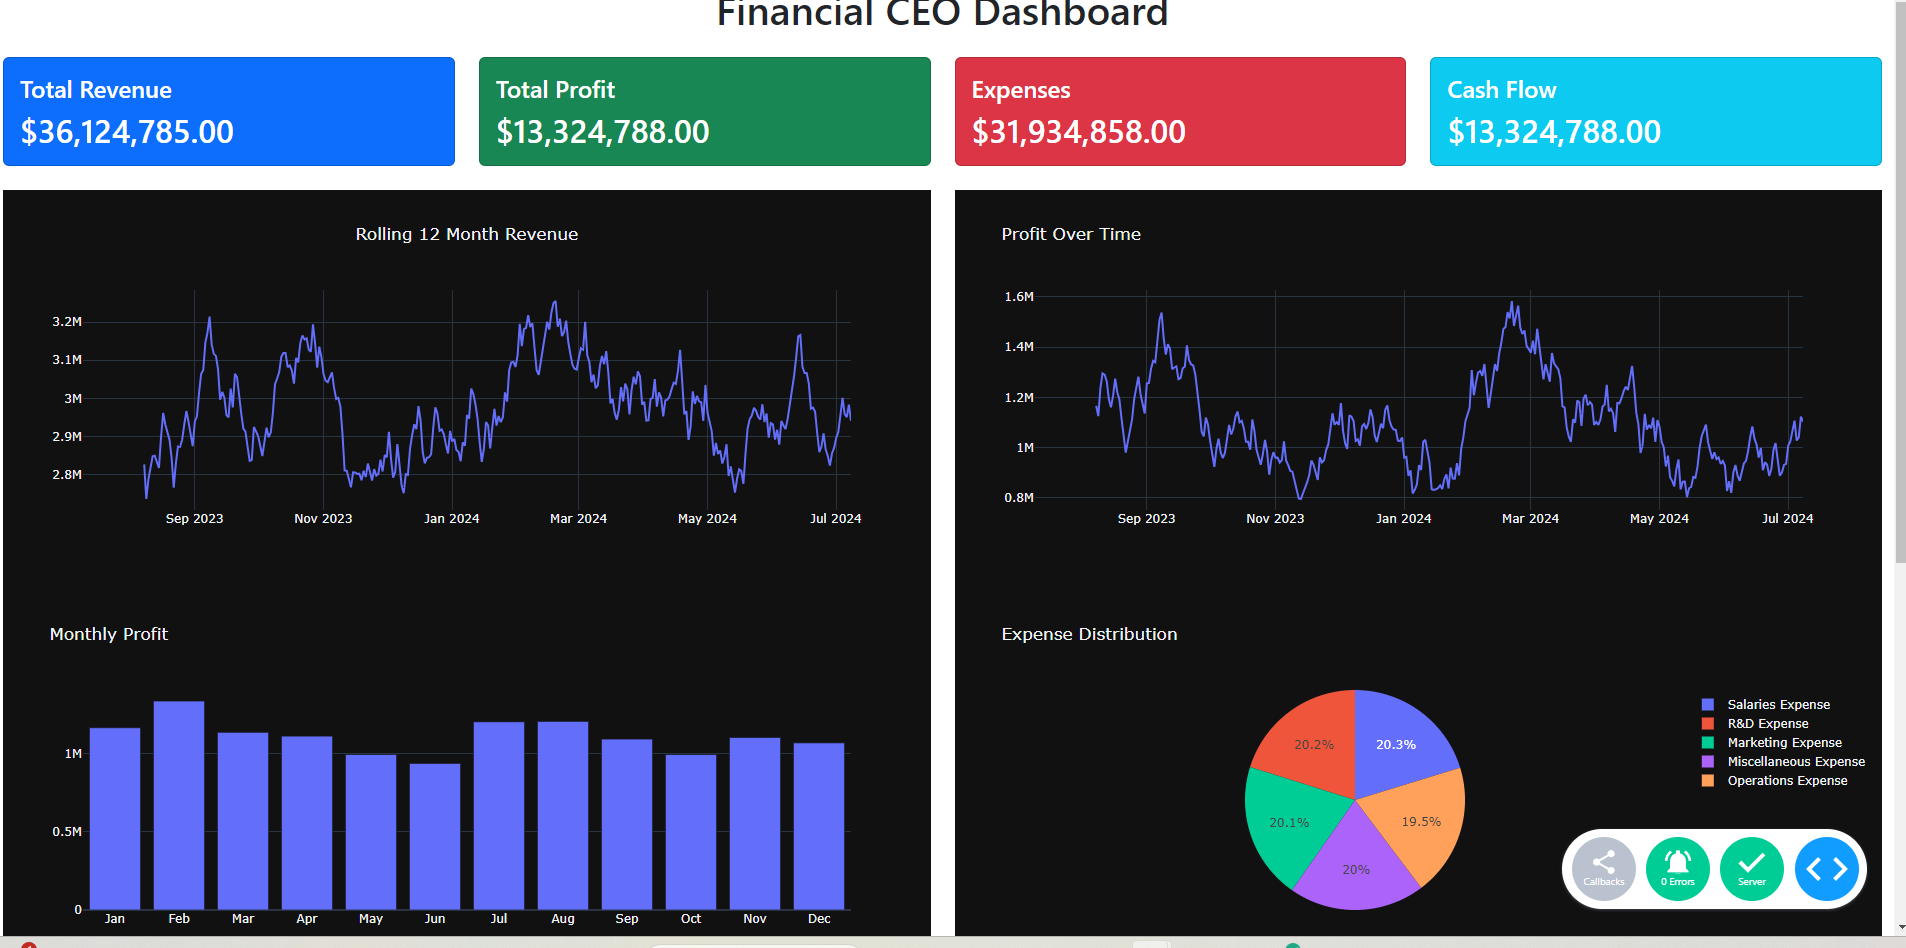 Financial CEO Dashboard
Total Revenue
$36,124,785.00
Total Profit
$13,324,788.00
Expenses
$31,934,858.00
Cash Flow
$13,324,788.00
Rolling 12 Month Revenue
3.2M
3.1M
3M
2.9M
2.8M
Sep 2023 Nov 2023 Jan 2024 Mar 2024 May 2024 Jul 2024
Profit Over Time
1.6M
1.4M
1.2M
1M
0.8M
Sep 2023 Nov 2023 Jan 2024 Mar 2024 May 2024 Jul 2024
Monthly Profit
1M
0.5M
0
Jan Feb Mar Apr May Jun Jul Aug Sep Oct Nov Dec
Expense Distribution
20.2%
20.3%
20.1%
19.5%
20%
Salaries Expense
R&D Expense
Marketing Expense
Miscellaneous Expense
Operations Expense
Callbacks
0 Errors
Server